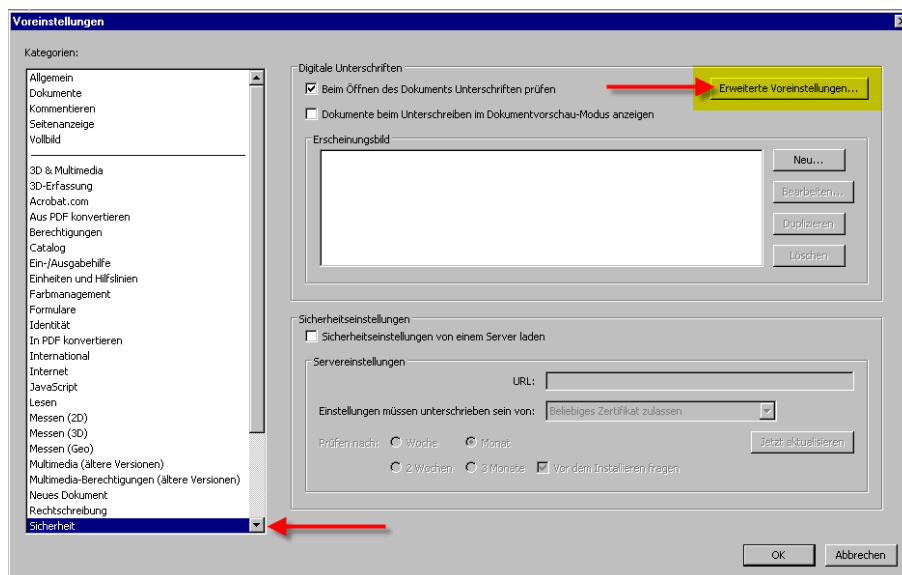 Voreinstellungen
Kategorien:
Allgemein
Dokumente
Kommentieren
Seitenanzeige
Vollbild
3D & Multimedia
3D-Erfassung
Acrobat.com
Aus PDF konvertieren
Berechtigungen
Catalog
Ein-/Ausgabehilfe
Einheiten und Hilfslinien
Farbmanagement
Formulare
Identität
In PDF konvertieren
International
Internet
JavaScript
Lesen
Messen (2D)
Messen (3D)
Messen (Geo)
Multimedia (ältere Versionen)
Multimedia-Berechtigungen (ältere Versionen)
Neues Dokument
Rechtschreibung
Sicherheit
Digitale Unterschriften
Beim Öffnen des Dokuments Unterschriften prüfen
Erweiterte Voreinstellungen...
Dokumente beim Unterschreiben im Dokumentvorschau-Modus anzeigen
Erscheinungsbild
Neu...
Bearbeiten...
Duplizieren
Löschen
Sicherheitseinstellungen
Sicherheitseinstellungen von einem Server laden
Servereinstellungen
URL:
Einstellungen müssen unterschrieben sein von: Beliebiges Zertifikat zulassen
Prüfen nach: Woche Monat Jetzt aktualisieren
2 Wochen 3 Monate Vor dem Installieren fragen
OK Abbrechen